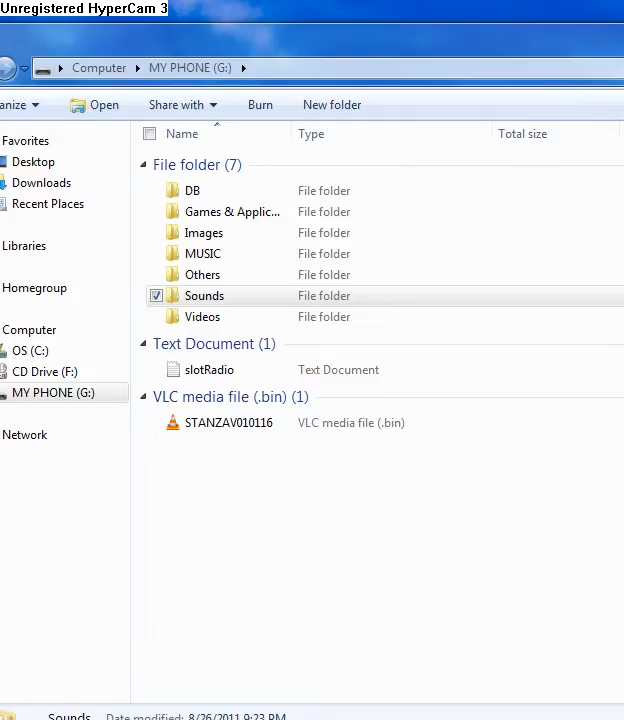 Unregistered HyperCam 3
Computer MY PHONE (G:)
anize Open Share with Burn New folder
Name Type Total size
Favorites
Desktop
Downloads
Recent Places
Libraries
Homegroup
Computer
OS (C:)
CD Drive (F:)
MY PHONE (G:)
Network
File folder (7)
DB File folder
Games & Applic... File folder
Images File folder
MUSIC File folder
Others File folder
Sounds File folder
Videos File folder
Text Document (1)
slotRadio Text Document
VLC media file (.bin) (1)
STANZAV010116 VLC media file (.bin)
Sounds Date modified: 8/26/2011 9:23 PM